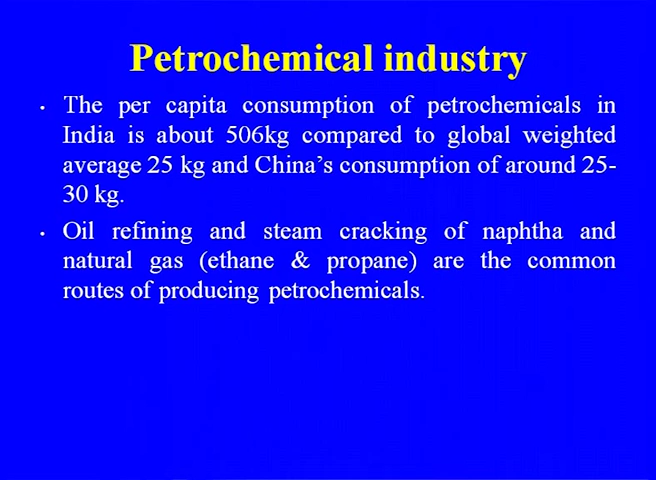 Petrochemical industry
• The per capita consumption of petrochemicals in
India is about 506kg compared to global weighted
average 25 kg and China's consumption of around 25-
30 kg.
• Oil refining and steam cracking of naphtha and
natural gas (ethane & propane) are the common
routes of producing petrochemicals.